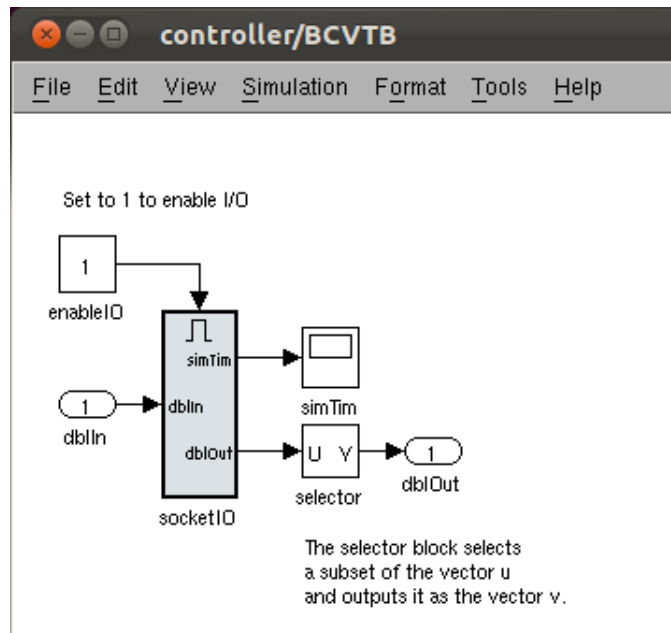 controller/BCVTB
File Edit View Simulation Format Tools Help
Set to 1 to enable I/O
1
enableIO
simTim
dblIn
dblOut
socketIO
1
dblIn
simTim
U Y
selector
1
dblOut
The selector block selects
a subset of the vector u
and outputs it as the vector v.